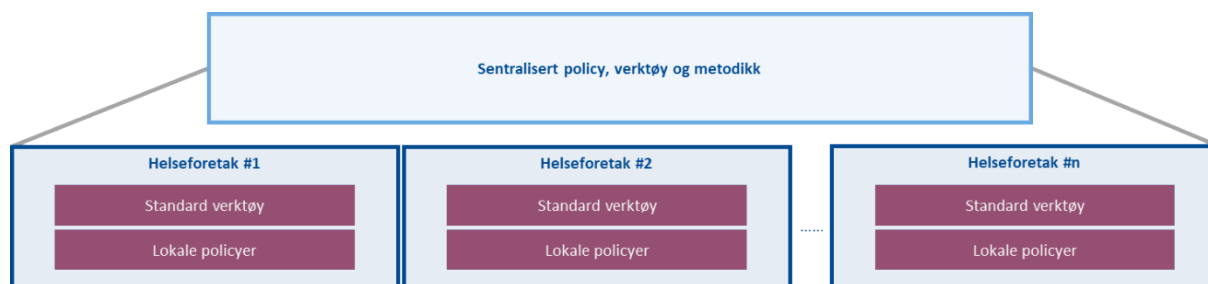 Sentralisert policy, verktøy og metodikk
Helseforetak #1
Helseforetak #2
Helseforetak #n
Standard verktøy
Standard verktøy
Standard verktøy
Lokale policyer
Lokale policyer
......
Lokale policyer